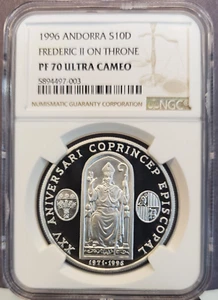 1996 ANDORRA S10D
FREDERIC II ON THRONE
PF 70 ULTRA CAMEO
5894497-003
NUMISMATIC GUARANTY CORPORATION
NGC
XXV ANIVERSARI COPRINCEP EPISCOPAL
1971-1996